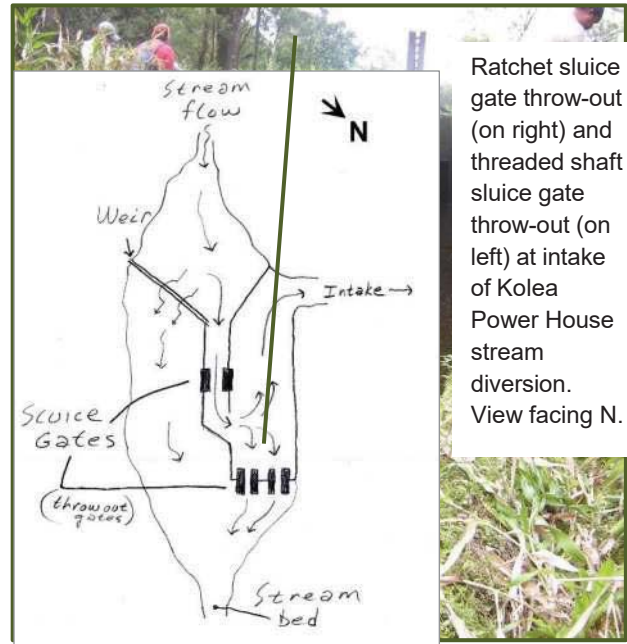 Stream
flow
N
Weir
Intake
Scuice
Gates
(throwout
gates)
Stream
bed
Ratchet sluice
gate throw-out
(on right) and
threaded shaft
sluice gate
throw-out (on
left) at intake
of Kolea
Power House
stream
diversion.
View facing N.